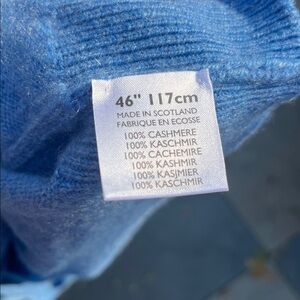 46" 117cm
MADE IN SCOTLAND
FABRIQUE EN ECOSSE
100% CASHMERE
100% KASCHMIR
100% CACHEMIRE
100% KASHMIR
100% KASJMIER
100% KASCHMIR